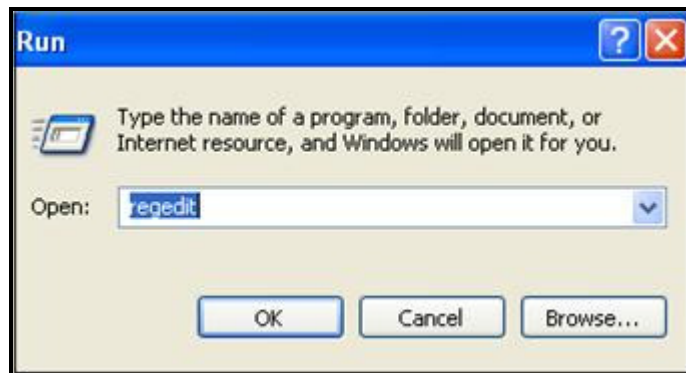 Run
Type the name of a program, folder, document, or
Internet resource, and Windows will open it for you.
Open: regedit
OK Cancel Browse...